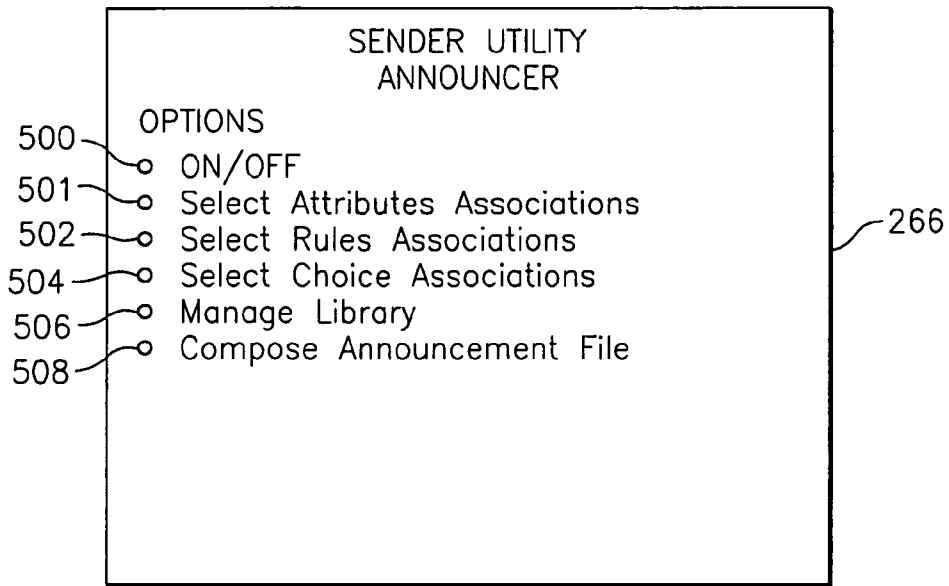 SENDER UTILITY
ANNOUNCER
OPTIONS
500 ON/OFF
501 Select Attributes Associations
502 Select Rules Associations
266
504 Select Choice Associations
506 Manage Library
508 Compose Announcement File